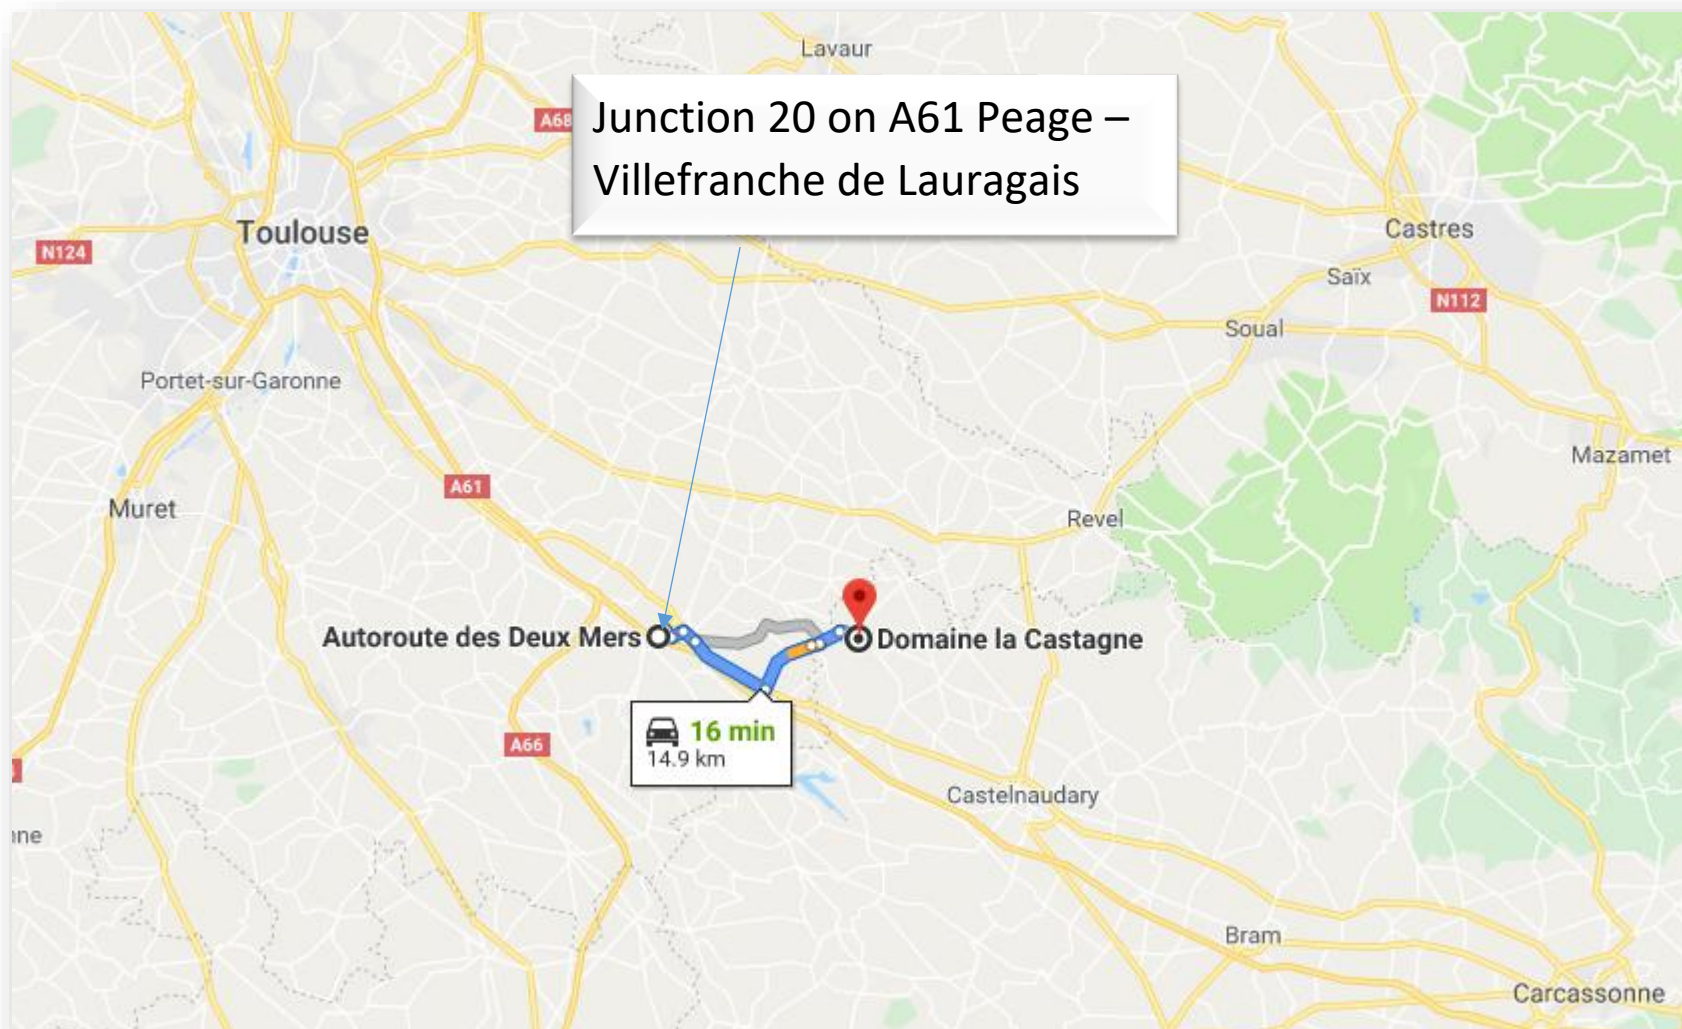 Lavaur
A68
Junction 20 on A61 Peage –
Villefranche de Lauragais
Toulouse
N124
Castres
Saïx
N112
Soual
Portet-sur-Garonne
Mazamet
A61
Muret
Revel
Autoroute des Deux Mers
Domaine la Castagne
16 min
14.9 km
A66
Castelnaudary
nne
Bram
Carcassonne